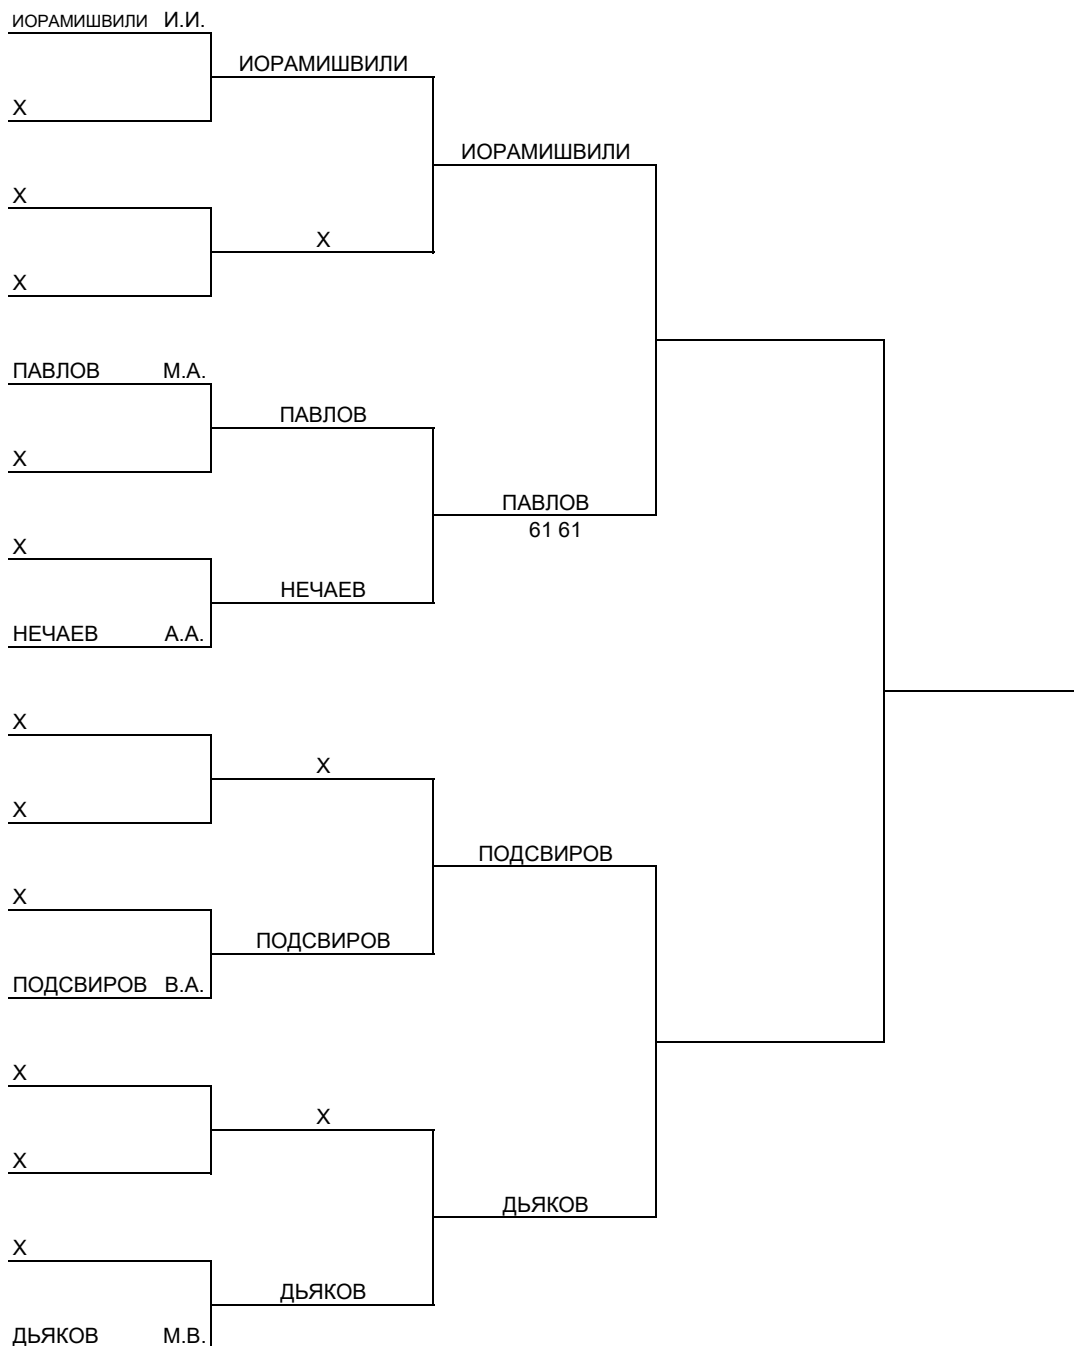 ИОРАМИШВИЛИ И.И.
ИОРАМИШВИЛИ
Х
ИОРАМИШВИЛИ
Х
Х
Х
ПАВЛОВ М.А.
ПАВЛОВ
Х
ПАВЛОВ
61 61
Х
НЕЧАЕВ
НЕЧАЕВ А.А.
Х
Х
Х
ПОДСВИРОВ
Х
ПОДСВИРОВ
ПОДСВИРОВ В.А.
Х
Х
Х
ДЬЯКОВ
Х
ДЬЯКОВ
ДЬЯКОВ М.В.